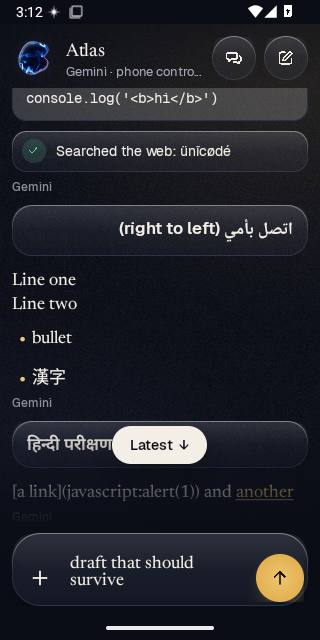 3:12
Atlas
Gemini · phone contro...
console.log('<b>hi</b>')
Searched the web: ünïcødé
Gemini
اتصل بأمي (right to left)
Line one
Line two
• bullet
• 漢字
Gemini
हिन्दी परीक्षण
Latest ↓
[a link](javascript:alert(1)) and another
Gemini
draft that should
survive